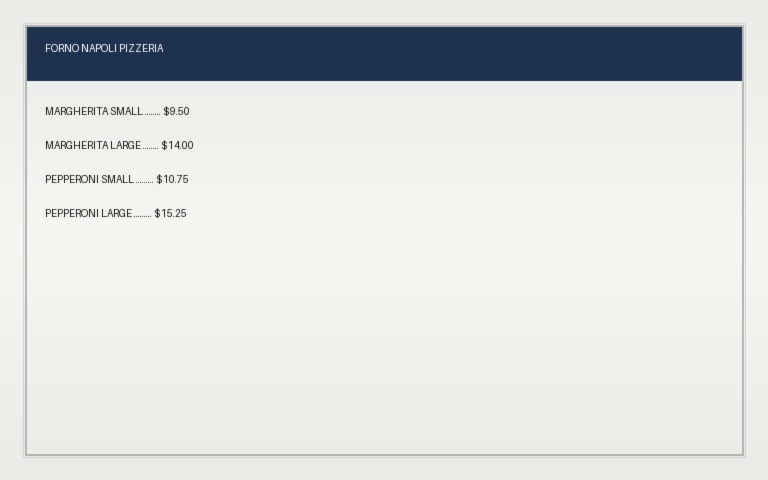 FORNO NAPOLI PIZZERIA
MARGHERITA SMALL ........ $9.50
MARGHERITA LARGE ........ $14.00
PEPPERONI SMALL ......... $10.75
PEPPERONI LARGE ......... $15.25